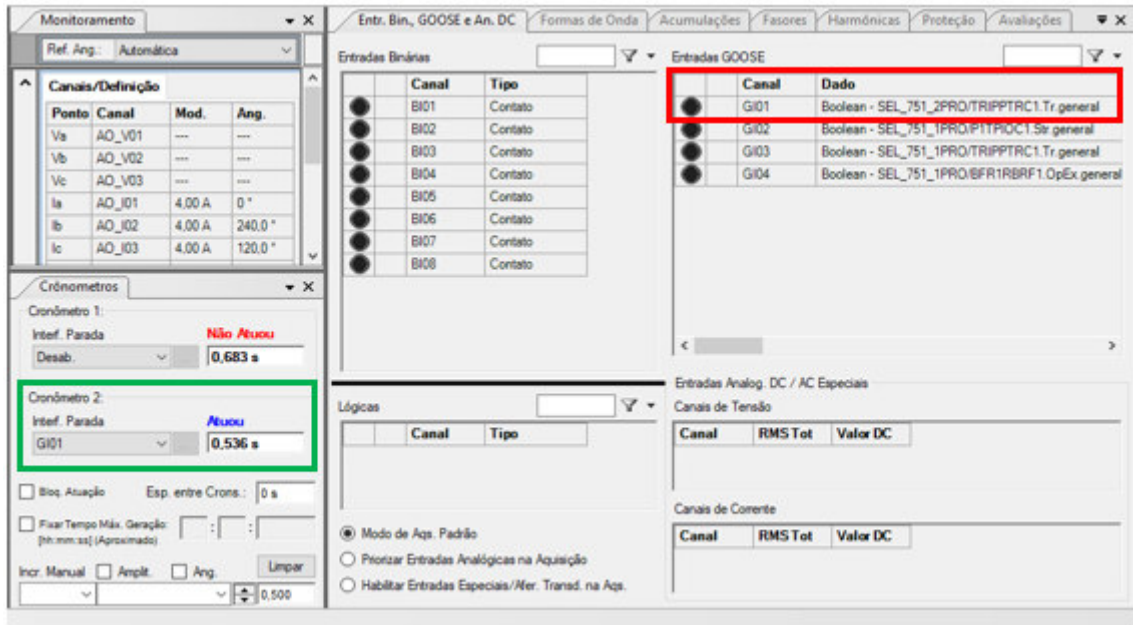 Monitoramento
Ref. Ang.: Automática
Canais/Definição
Ponto Canal Mod. Ang.
Va AO_V01 --- ---
Vb AO_V02 --- ---
Vc AO_V03 --- ---
Ia AO_I01 4,00 A 0 °
Ib AO_I02 4,00 A 240,0 °
Ic AO_I03 4,00 A 120,0 °
Crônometros
Cronômetro 1:
Interf. Parada Não Atuou
Desab. 0,683 s
Cronômetro 2:
Interf. Parada Atuou
GI01 0,536 s
Bloq. Atuação Esp. entre Crons.: 0 s
Fixar Tempo Máx. Geração: : :
[hh:mm:ss] (Aproximado)
Incr. Manual Amplit. Ang. Limpar
0,500
Entr. Bin., GOOSE e An. DC Formas de Onda Acumulações Fasores Harmônicas Proteção Avaliações
Entradas Binárias
Canal Tipo
BI01 Contato
BI02 Contato
BI03 Contato
BI04 Contato
BI05 Contato
BI06 Contato
BI07 Contato
BI08 Contato
Entradas GOOSE
Canal Dado
GI01 Boolean - SEL_751_2PRO/TRIPPTRC1.Tr.general
GI02 Boolean - SEL_751_1PRO/P1TPIOC1.Str.general
GI03 Boolean - SEL_751_1PRO/TRIPPTRC1.Tr.general
GI04 Boolean - SEL_751_1PRO/BFR1RBRF1.OpEx.general
Lógicas
Canal Tipo
Modo de Aqs. Padrão
Priorizar Entradas Analógicas na Aquisição
Habilitar Entradas Especiais/Afer. Transd. na Aqs.
Entradas Analog. DC / AC Especiais
Canais de Tensão
Canal RMS Tot Valor DC
Canais de Corrente
Canal RMS Tot Valor DC